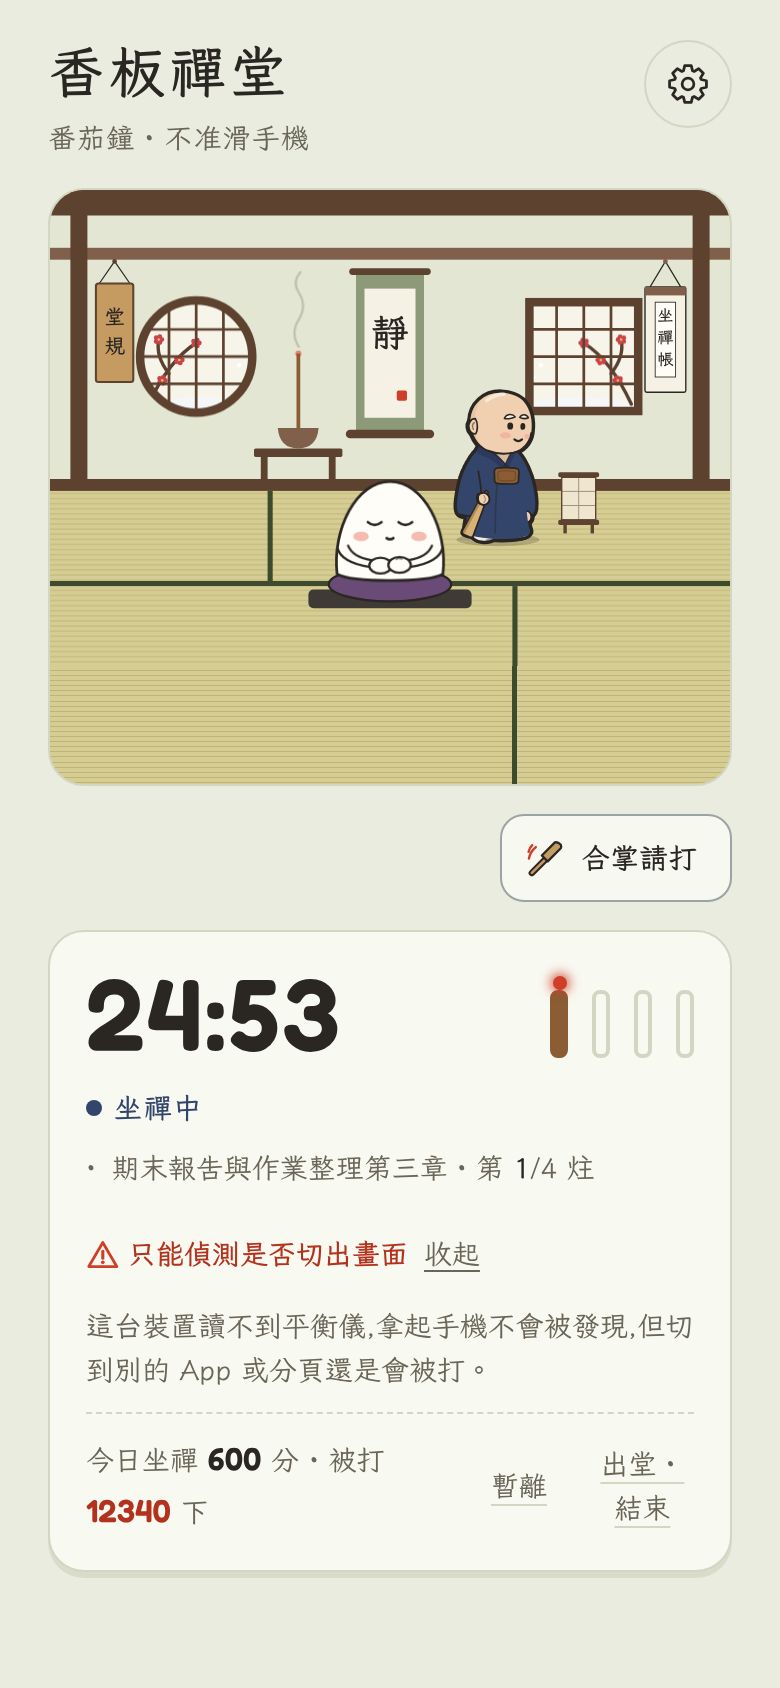 香板禪堂
番茄鐘・不准滑手機
堂規
靜
坐禪帳
合掌請打
24:53
坐禪中
・ 期末報告與作業整理第三章・第 1/4 炷
只能偵測是否切出畫面 收起
這台裝置讀不到平衡儀,拿起手機不會被發現,但切
到別的 App 或分頁還是會被打。
今日坐禪 600 分・被打
12340 下
暫離
出堂・
結束